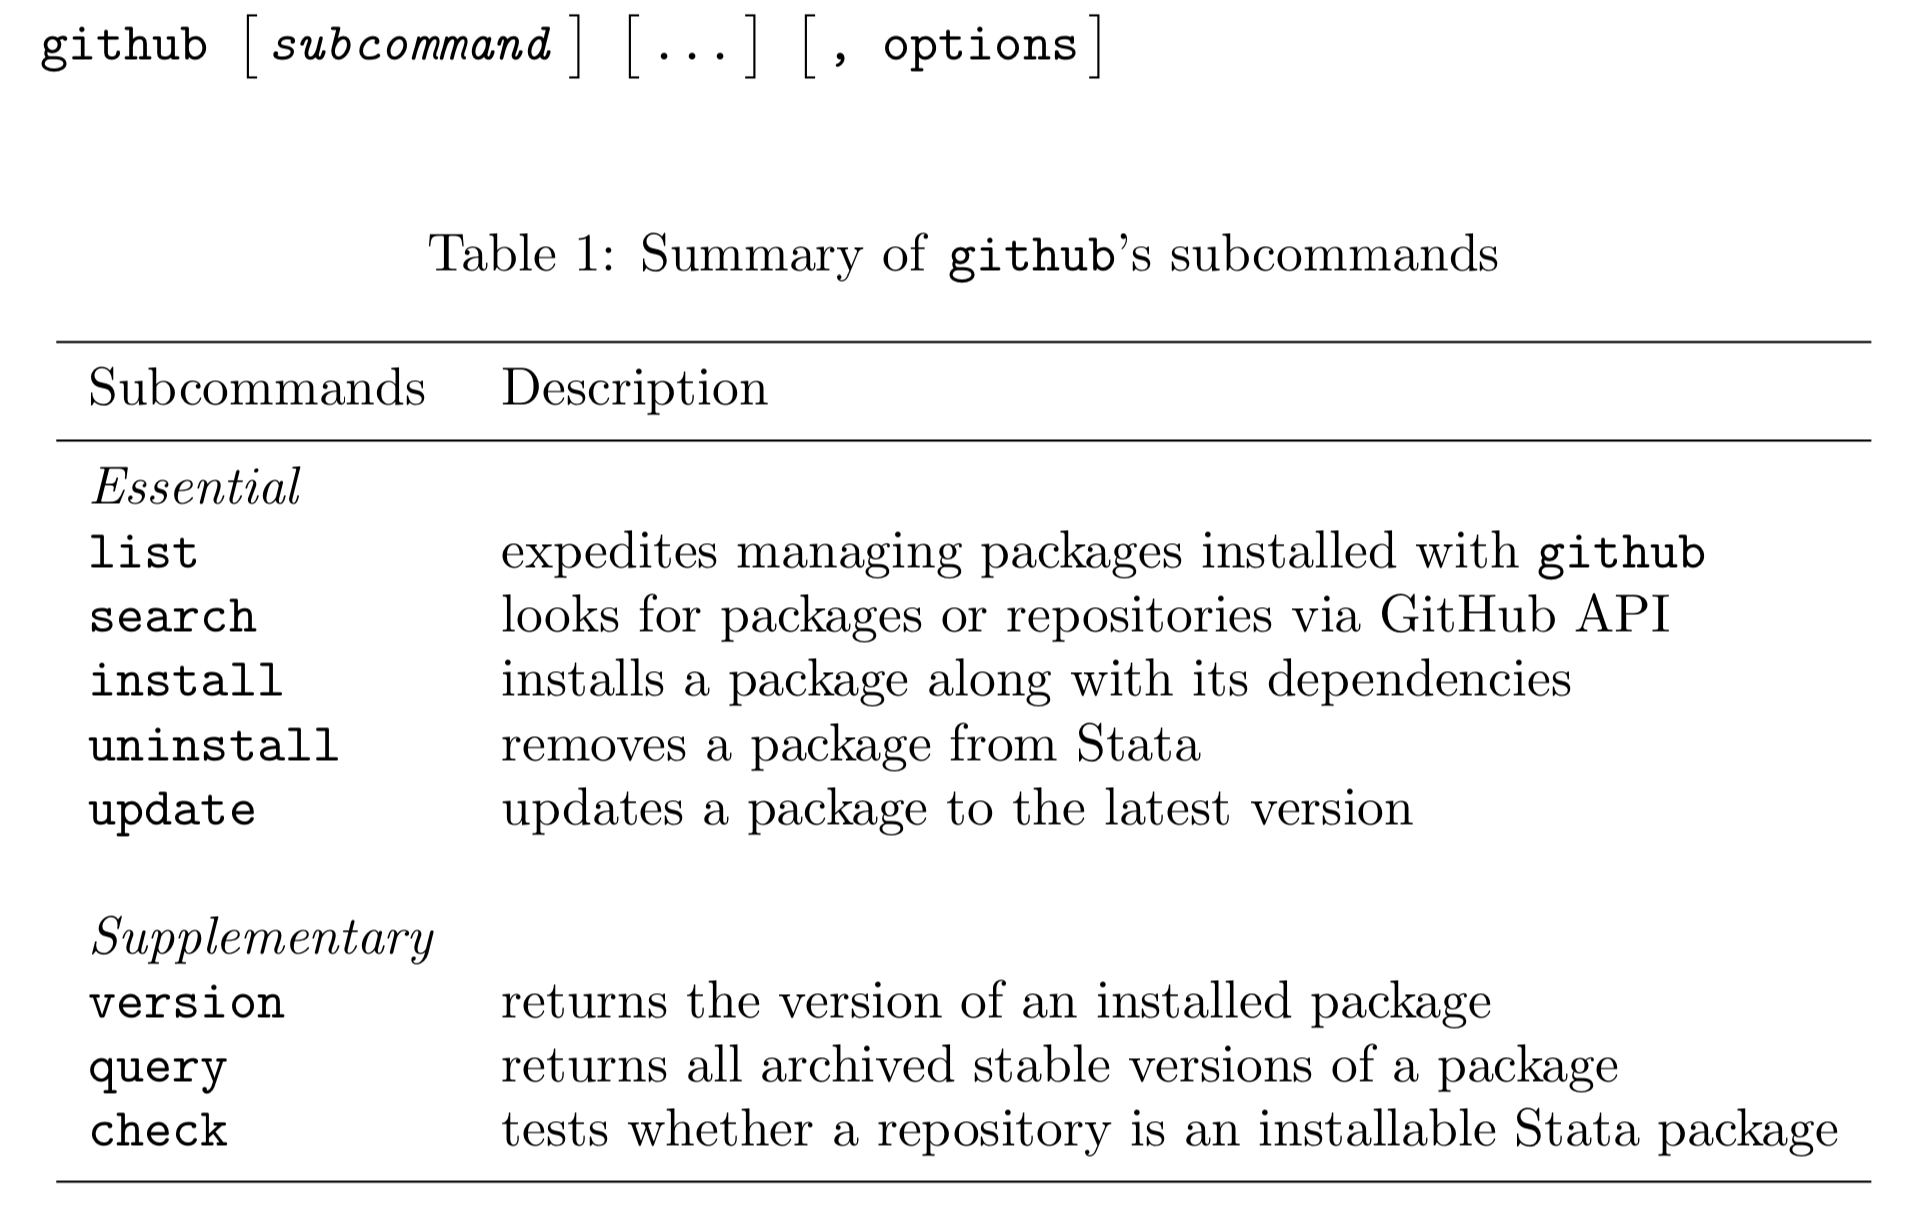 github [subcommand] [...] [, options]
Table 1: Summary of github's subcommands
Subcommands Description
Essential
list expedites managing packages installed with github
search looks for packages or repositories via GitHub API
install installs a package along with its dependencies
uninstall removes a package from Stata
update updates a package to the latest version
Supplementary
version returns the version of an installed package
query returns all archived stable versions of a package
check tests whether a repository is an installable Stata package